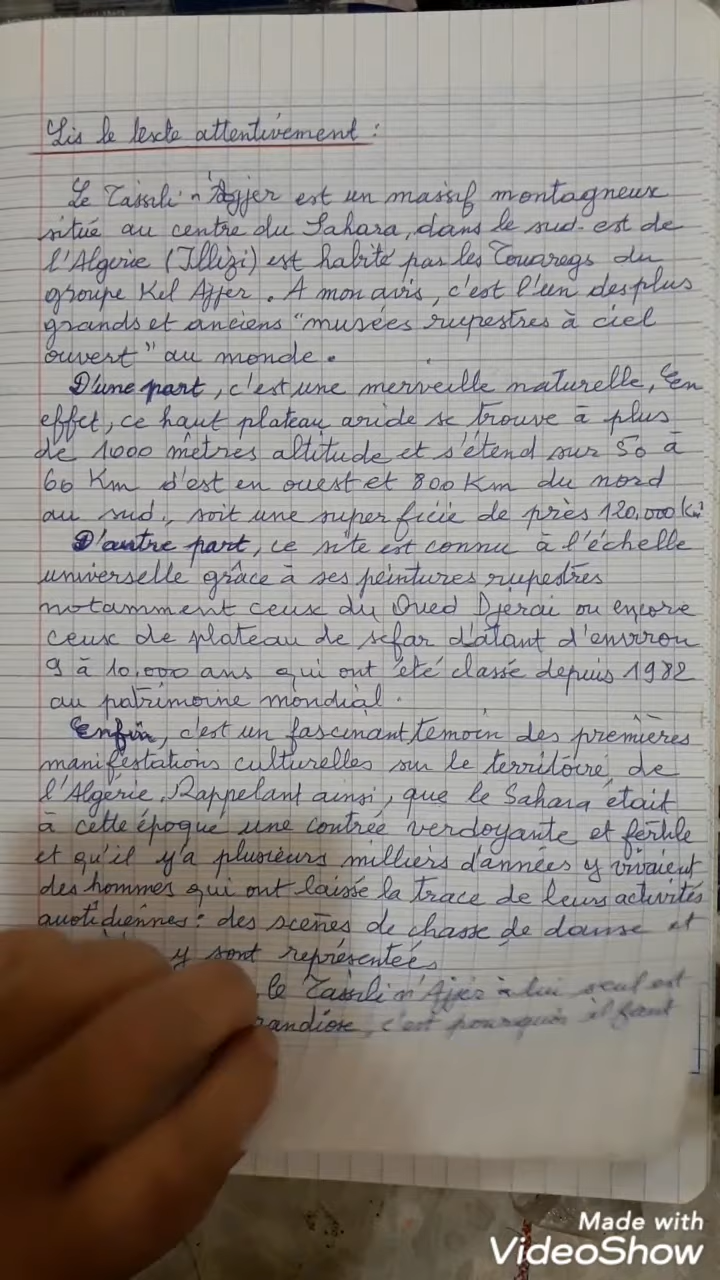 Lis le texte attentivement :
Le Tassili n'Ajjer est un massif montagneux
situé au centre du Sahara, dans le sud-est de
l'Algerie (Illizi) est habité par les Touaregs du
groupe Kel Ajjer. A mon avis, c'est l'un des plus
grands et anciens "musées rupestres à ciel
ouvert" au monde.
D'une part, c'est une merveille naturelle, En
effet, ce haut plateau aride se trouve à plus
de 1000 mètres altitude et s'étend sur 50 à
60 Km d'est en ouest et 800 Km du nord
au sud, soit une superficie de près 120.000 km²
D'autre part, ce site est connu à l'échelle
universelle grâce à ses peintures rupestres
notamment ceux du Oued Djerai ou encore
ceux de plateau de sefar datant d'environ
9 à 10.000 ans qui ont été classé depuis 1982
au patrimoine mondial.
Enfin, c'est un fascinant temoin des premières
manifestations culturelles sur le territoire de
l'Algérie. Rappelant ainsi, que le Sahara était
à cette époque une contrée verdoyante et fertile
et qu'il y'a plusieurs milliers d'années y vivaient
des hommes qui ont laissé la trace de leurs activités
quotidiennes : des scènes de chasse de danse et
y sont représentées
le Tassili n'Ajer à lui seul est
c'est pourquoi il faut
Made with
VideoShow